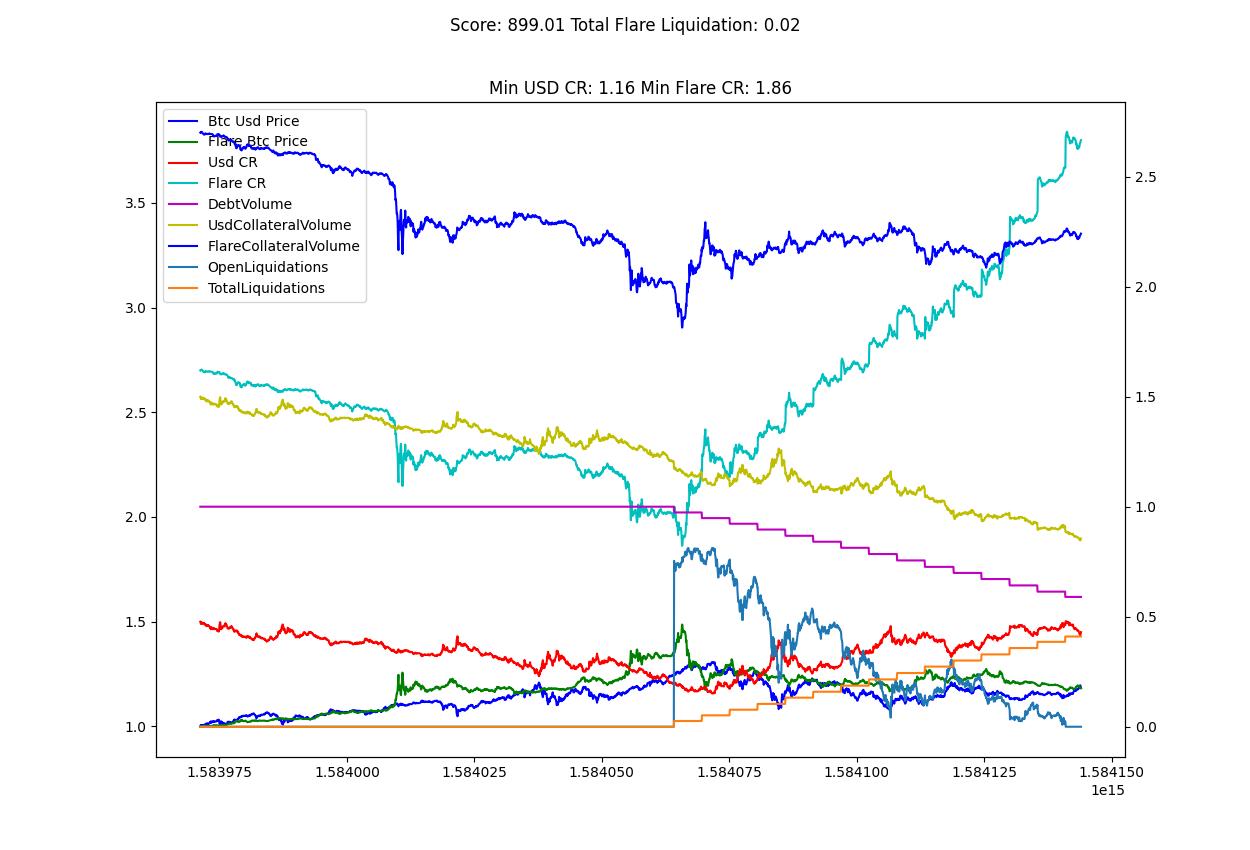 Score: 899.01 Total Flare Liquidation: 0.02
Min USD CR: 1.16 Min Flare CR: 1.86
Btc Usd Price
Flare Btc Price
Usd CR
Flare CR
DebtVolume
UsdCollateralVolume
FlareCollateralVolume
OpenLiquidations
TotalLiquidations
3.5
3.0
2.5
2.0
1.5
1.0
2.5
2.0
1.5
1.0
0.5
0.0
1.583975 1.584000 1.584025 1.584050 1.584075 1.584100 1.584125 1.584150
1e15